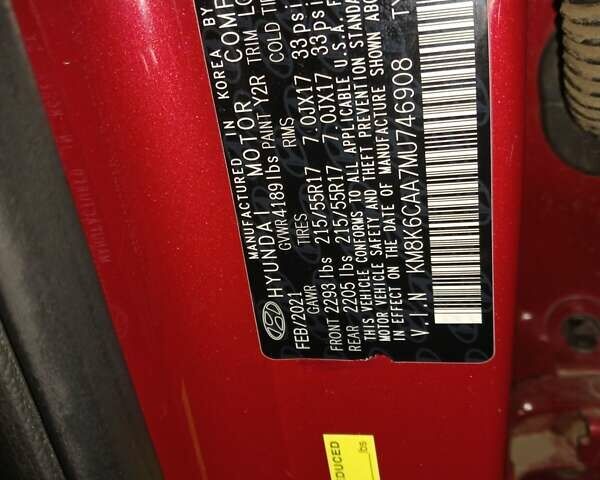 MANUFACTURED IN KOREA BY
HYUNDAI MOTOR COMP
FEB/2021 GVWR 4189 lbs PAINT Y2R TRIM
GAWR TIRES RIMS COLD TI
FRONT 2293 lbs 215/55R17 7.0JX17 33psi
REAR 2205 lbs 215/55R17 7.0JX17 33psi
THIS VEHICLE CONFORMS TO ALL APPLICABLE U.S.A. F
MOTOR VEHICLE SAFETY AND THEFT PREVENTION STANDA
IN EFFECT ON THE DATE OF MANUFACTURE SHOWN ABO
V.I.N KM8K6CAA7MU746908 TY
DUCED
lbs